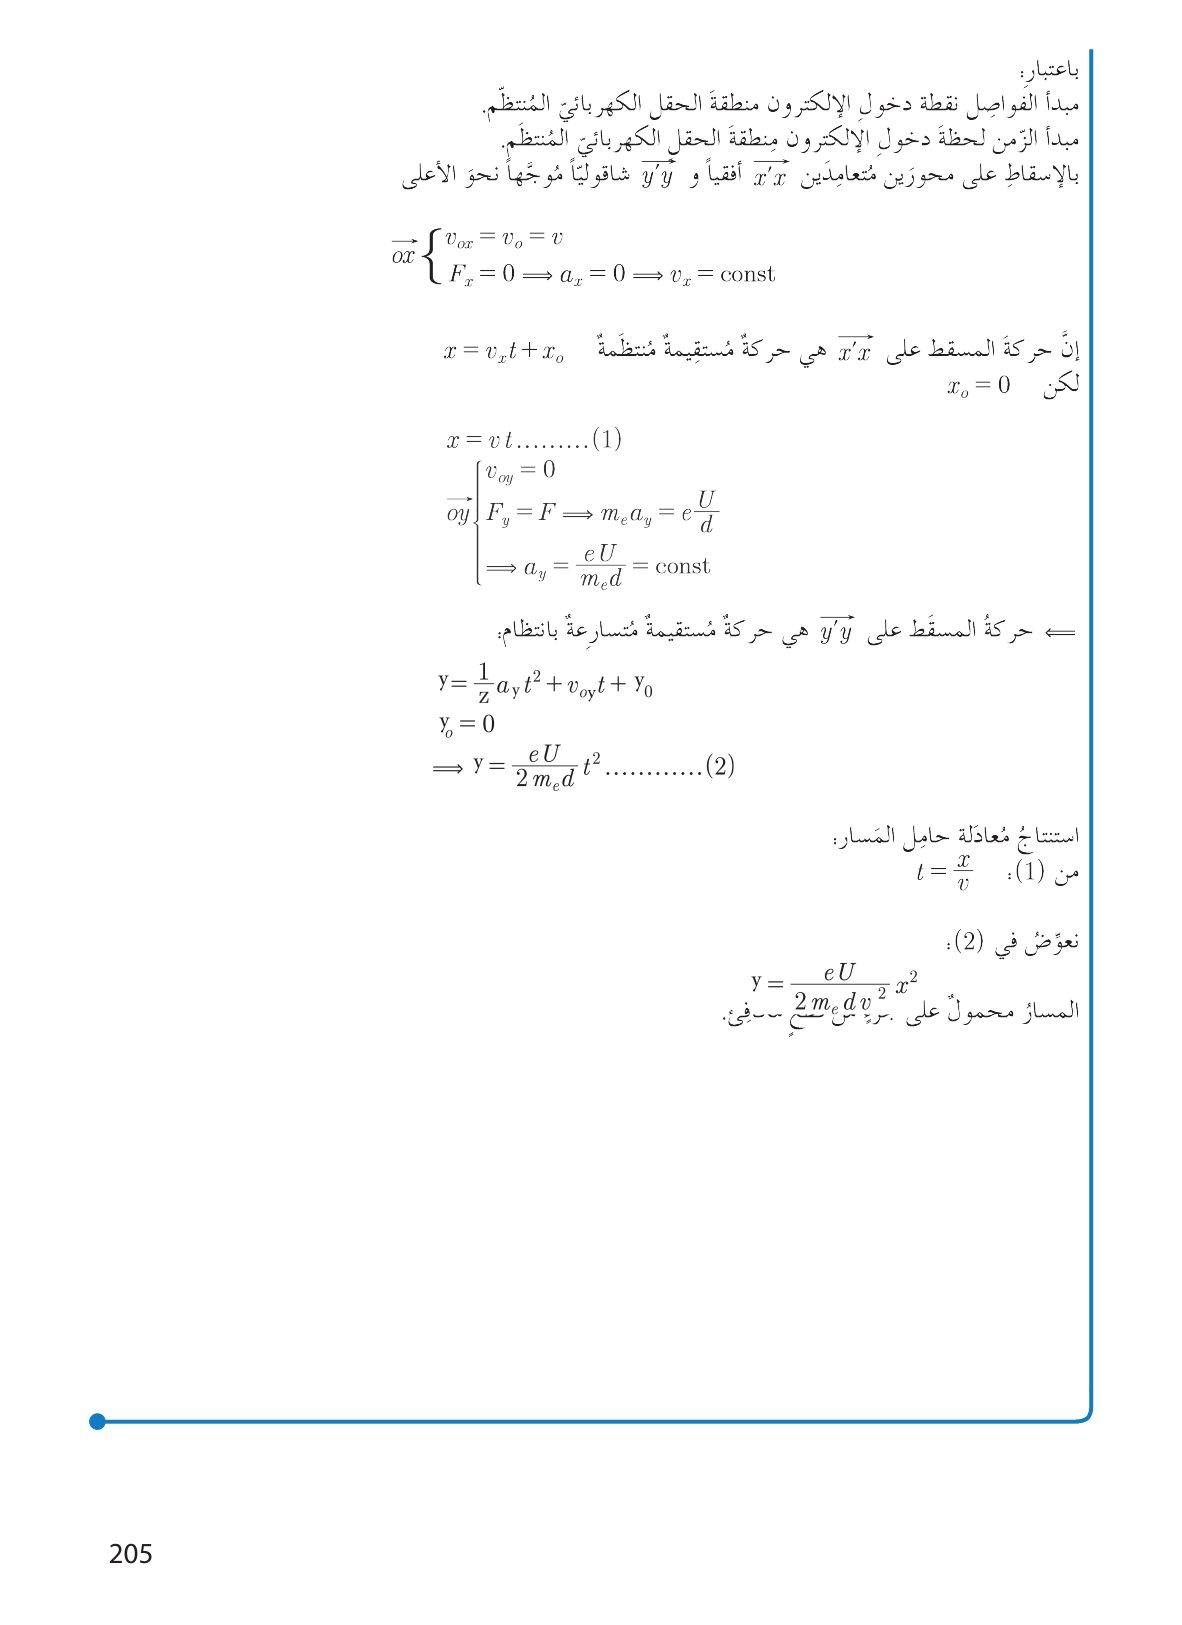 باعتبارِ:
مبدأ الفَواصِل نقطة دخولِ الإلكترون منطقةَ الحقل الكهربائيّ المُنتظّم.
مبدأ الزّمن لحظةَ دخولِ الإلكترون مِنطقةَ الحقلِ الكهربائيّ المُنتظَم.
بالإسقاطِ على محورَين مُتعامِدَين x'x أفقياً و y'y شاقوليّاً مُوجَّهاً نحوَ الأعلى
ox { v_ox = v_o = v
F_x = 0 ⟹ a_x = 0 ⟹ v_x = const
إنَّ حركةَ المسقط على x'x هي حركةٌ مُستقِيمةٌ مُنتظَمةٌ x = v_x t + x_o
لكن x_o = 0
x = v t .........(1)
oy { v_oy = 0
F_y = F ⟹ m_e a_y = e U/d
⟹ a_y = eU/m_e d = const
⟸ حركةُ المسقَط على y'y هي حركةٌ مُستقيمةٌ مُتسارِعةٌ بانتظام:
y = 1/z a_y t² + v_oy t + y_0
y_o = 0
⟹ y = eU/2 m_e d t² ............(2)
استنتاجُ مُعادَلة حامِل المَسار:
من (1): t = x/v
نعوِّضُ في (2):
y = eU/2 m_e d v² x²
المسارُ محمولٌ على
205